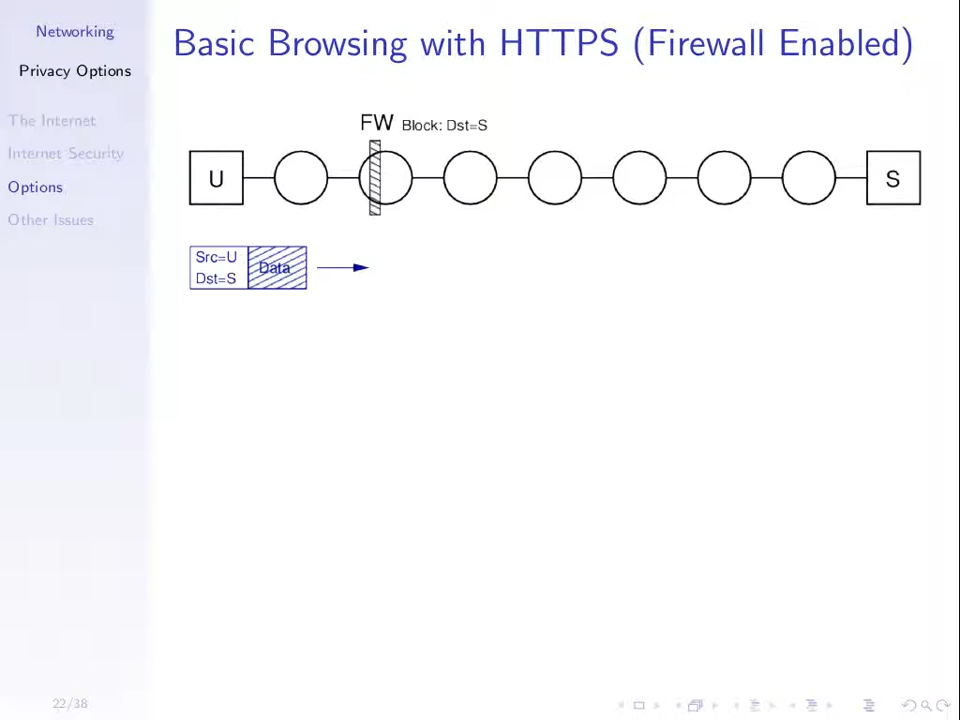 Networking
Privacy Options
The Internet
Internet Security
Options
Other Issues
Basic Browsing with HTTPS (Firewall Enabled)
FW Block: Dst=S
U
S
Src=U
Dst=S
Data
22/38